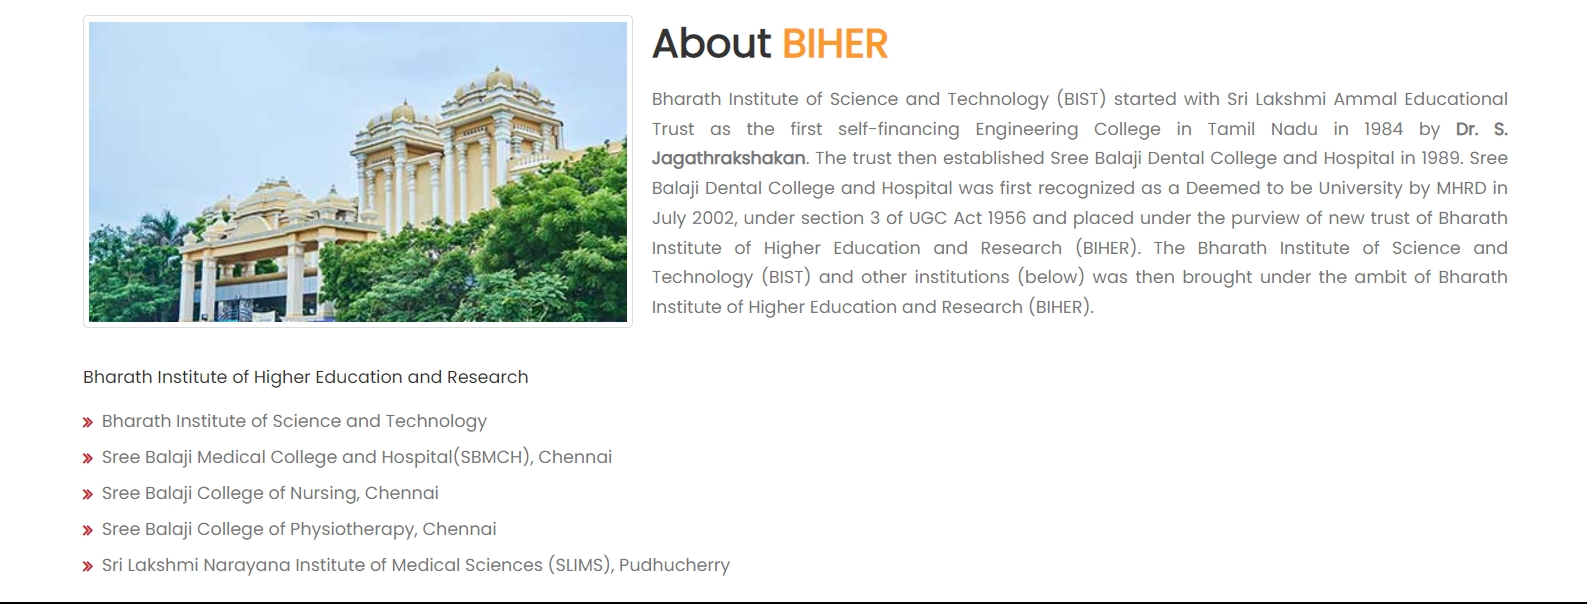 About BIHER
Bharath Institute of Science and Technology (BIST) started with Sri Lakshmi Ammal Educational
Trust as the first self-financing Engineering College in Tamil Nadu in 1984 by Dr. S.
Jagathrakshakan. The trust then established Sree Balaji Dental College and Hospital in 1989. Sree
Balaji Dental College and Hospital was first recognized as a Deemed to be University by MHRD in
July 2002, under section 3 of UGC Act 1956 and placed under the purview of new trust of Bharath
Institute of Higher Education and Research (BIHER). The Bharath Institute of Science and
Technology (BIST) and other institutions (below) was then brought under the ambit of Bharath
Institute of Higher Education and Research (BIHER).
Bharath Institute of Higher Education and Research
» Bharath Institute of Science and Technology
» Sree Balaji Medical College and Hospital(SBMCH), Chennai
» Sree Balaji College of Nursing, Chennai
» Sree Balaji College of Physiotherapy, Chennai
» Sri Lakshmi Narayana Institute of Medical Sciences (SLIMS), Pudhucherry